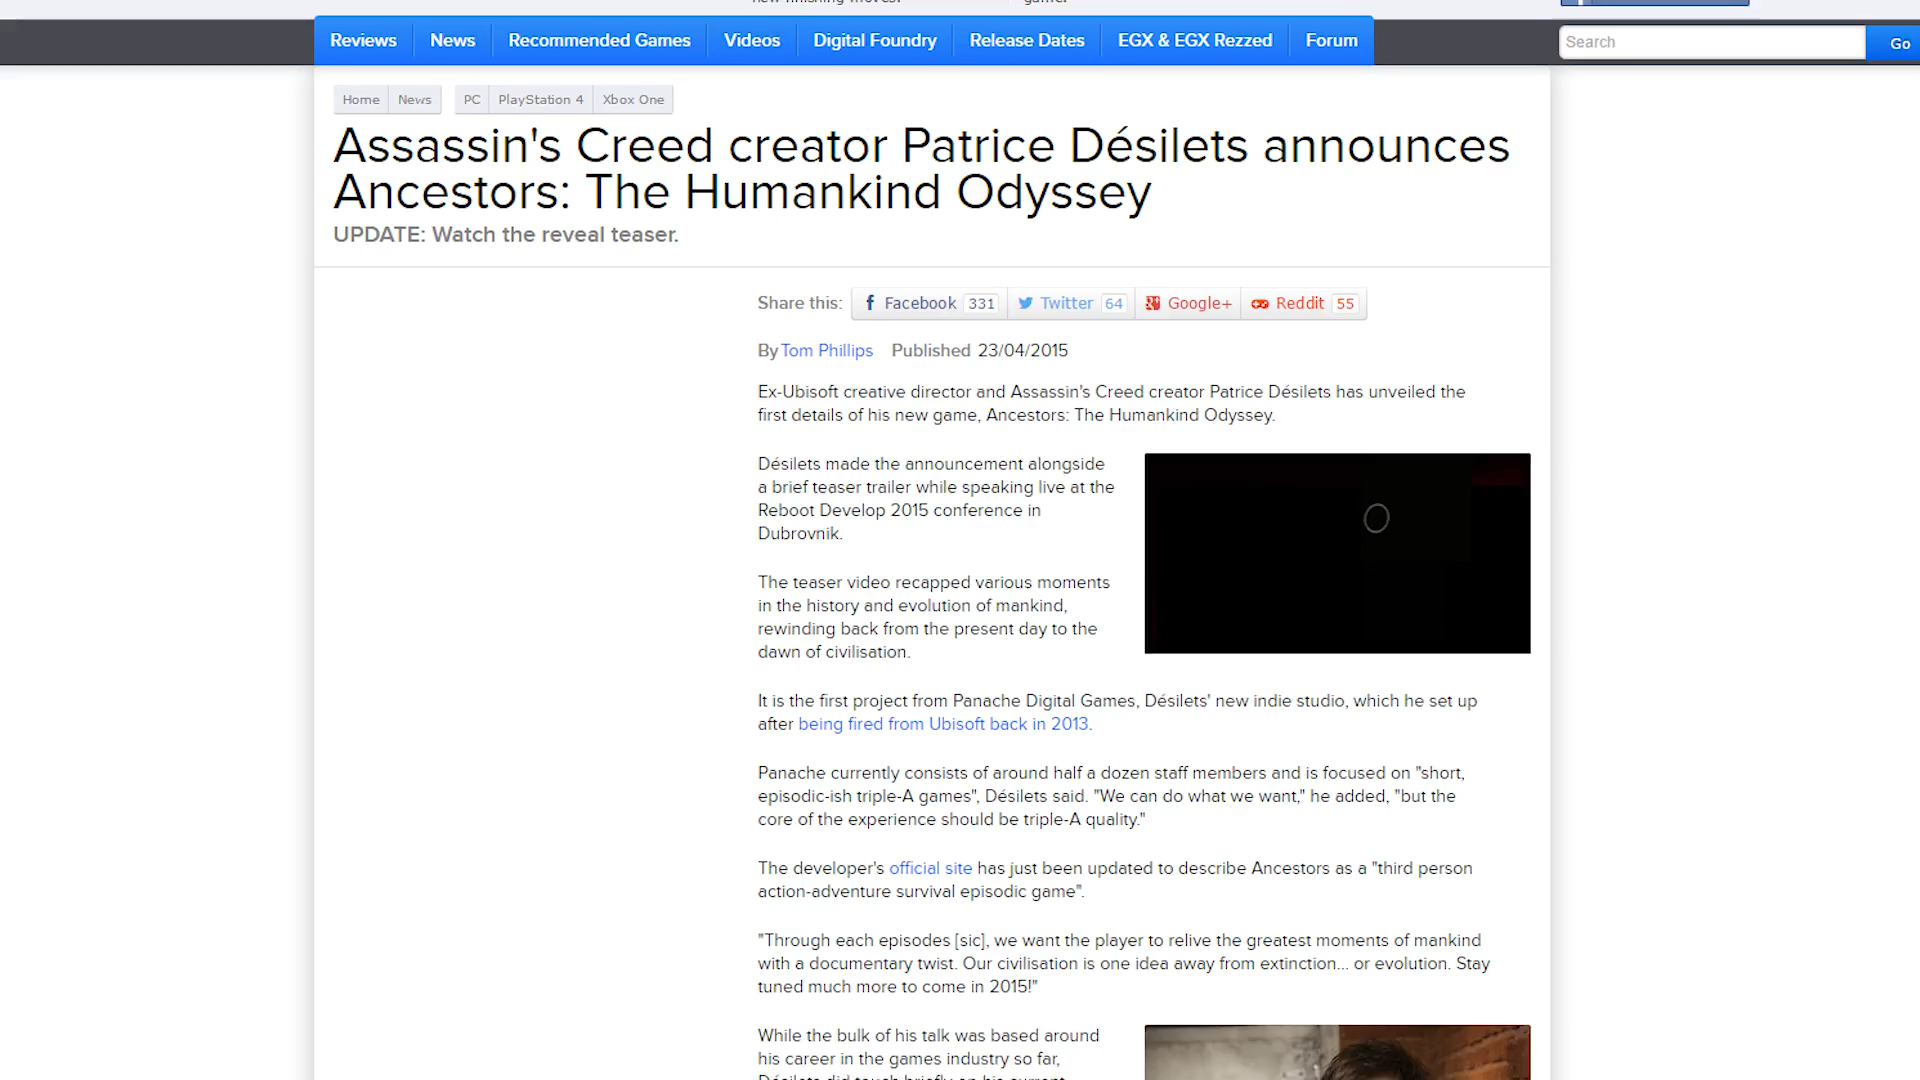 new finishing moves.
game.
Reviews News Recommended Games Videos Digital Foundry Release Dates EGX & EGX Rezzed Forum
Search Go
Home News PC PlayStation 4 Xbox One
Assassin's Creed creator Patrice Désilets announces
Ancestors: The Humankind Odyssey
UPDATE: Watch the reveal teaser.
Share this: Facebook 331 Twitter 64 Google+ Reddit 55
By Tom Phillips Published 23/04/2015
Ex-Ubisoft creative director and Assassin's Creed creator Patrice Désilets has unveiled the
first details of his new game, Ancestors: The Humankind Odyssey.
Désilets made the announcement alongside
a brief teaser trailer while speaking live at the
Reboot Develop 2015 conference in
Dubrovnik.
The teaser video recapped various moments
in the history and evolution of mankind,
rewinding back from the present day to the
dawn of civilisation.
It is the first project from Panache Digital Games, Désilets' new indie studio, which he set up
after being fired from Ubisoft back in 2013.
Panache currently consists of around half a dozen staff members and is focused on "short,
episodic-ish triple-A games", Désilets said. "We can do what we want," he added, "but the
core of the experience should be triple-A quality."
The developer's official site has just been updated to describe Ancestors as a "third person
action-adventure survival episodic game".
"Through each episodes [sic], we want the player to relive the greatest moments of mankind
with a documentary twist. Our civilisation is one idea away from extinction... or evolution. Stay
tuned much more to come in 2015!"
While the bulk of his talk was based around
his career in the games industry so far,
Désilets did touch briefly on his current